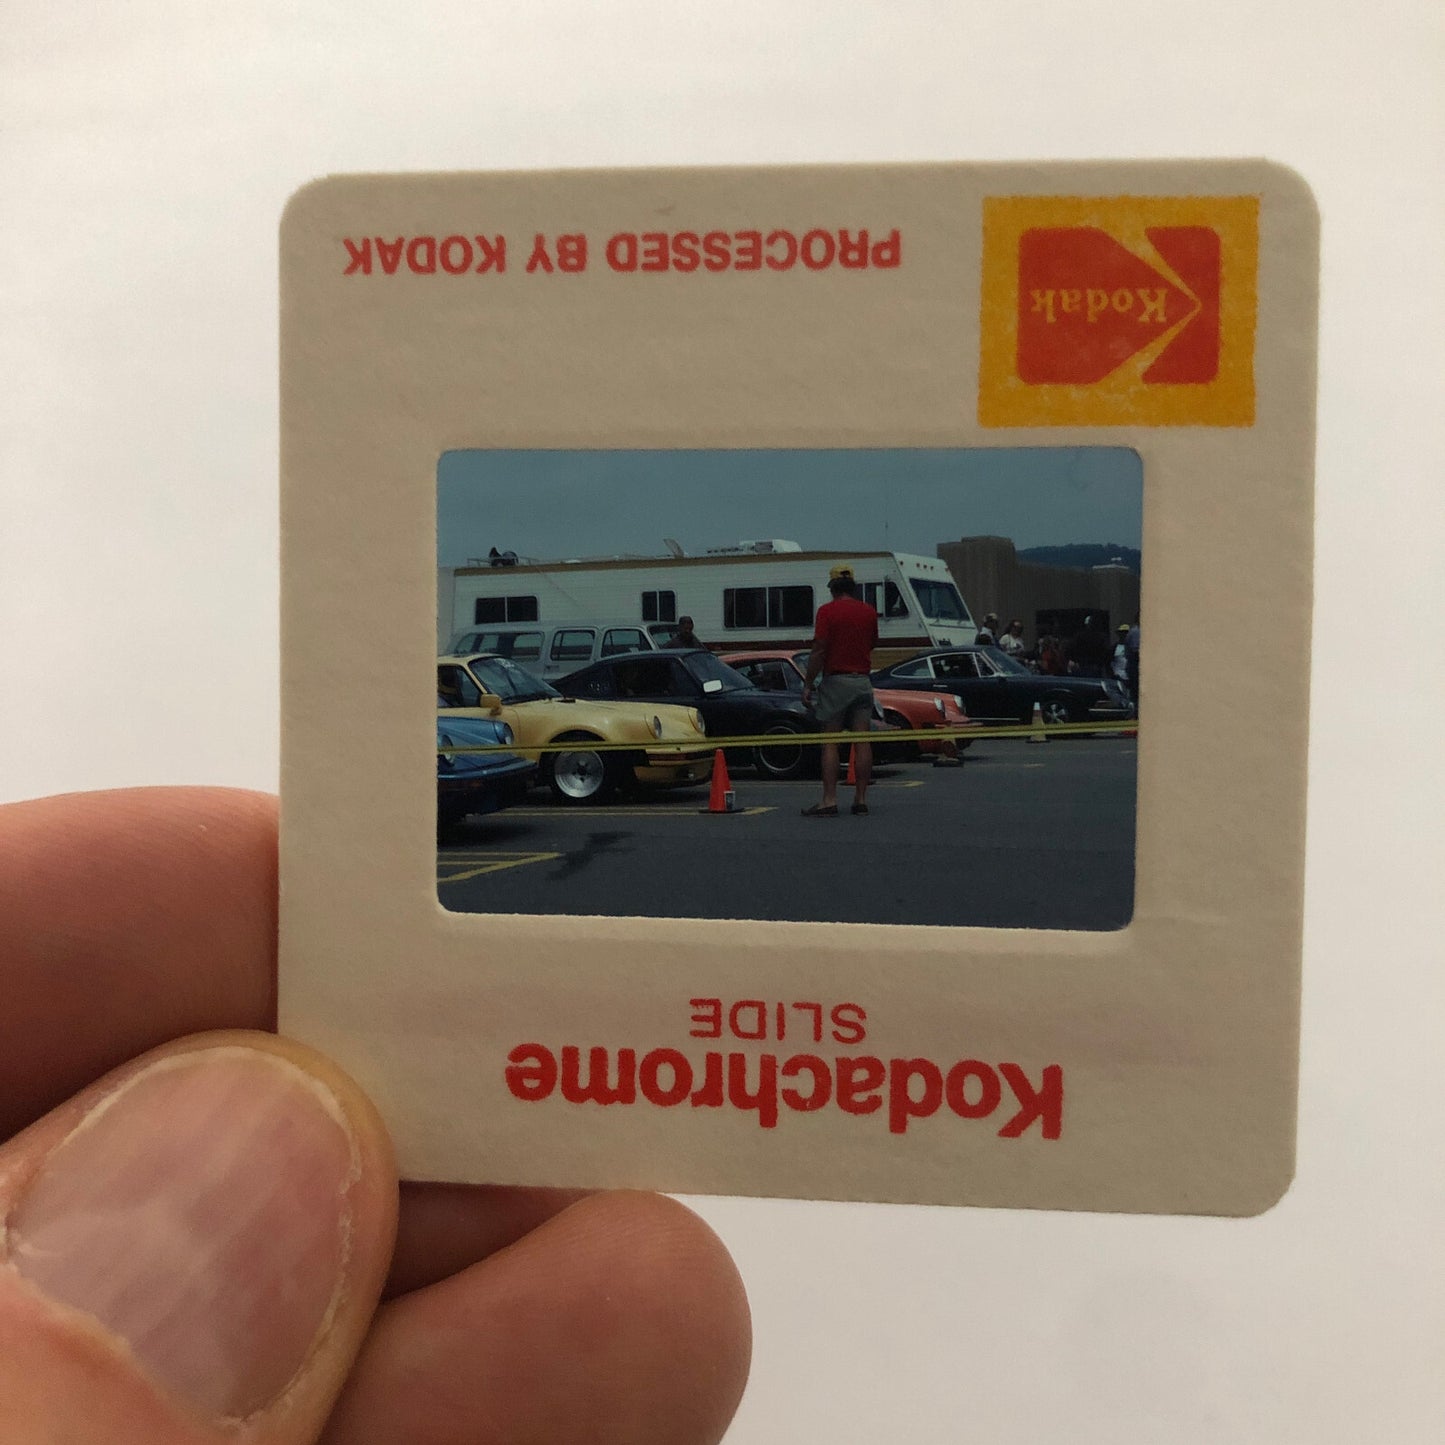 Kodachrome
SLIDE
Kodak
PROCESSED BY KODAK